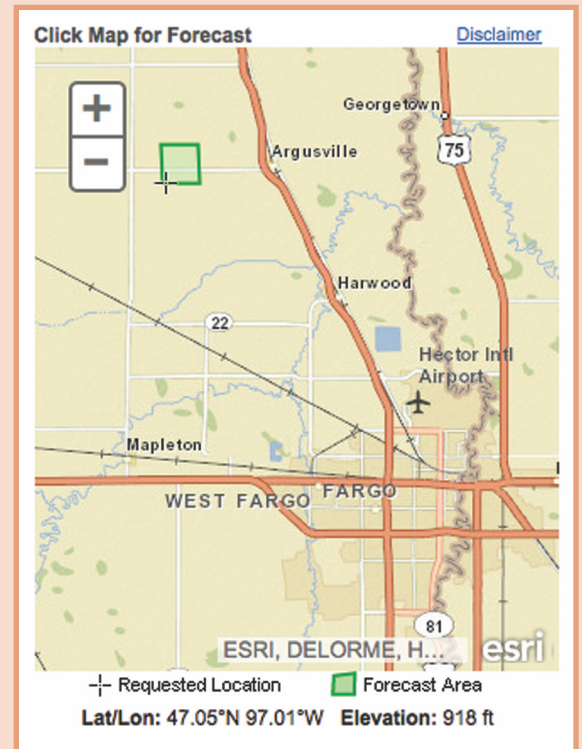 Click Map for Forecast Disclaimer
+
−
Georgetown
75
Argusville
Harwood
22
Hector Intl
Airport
Mapleton
WEST FARGO FARGO
81
ESRI, DELORME, H... esri
Requested Location Forecast Area
Lat/Lon: 47.05°N 97.01°W Elevation: 918 ft